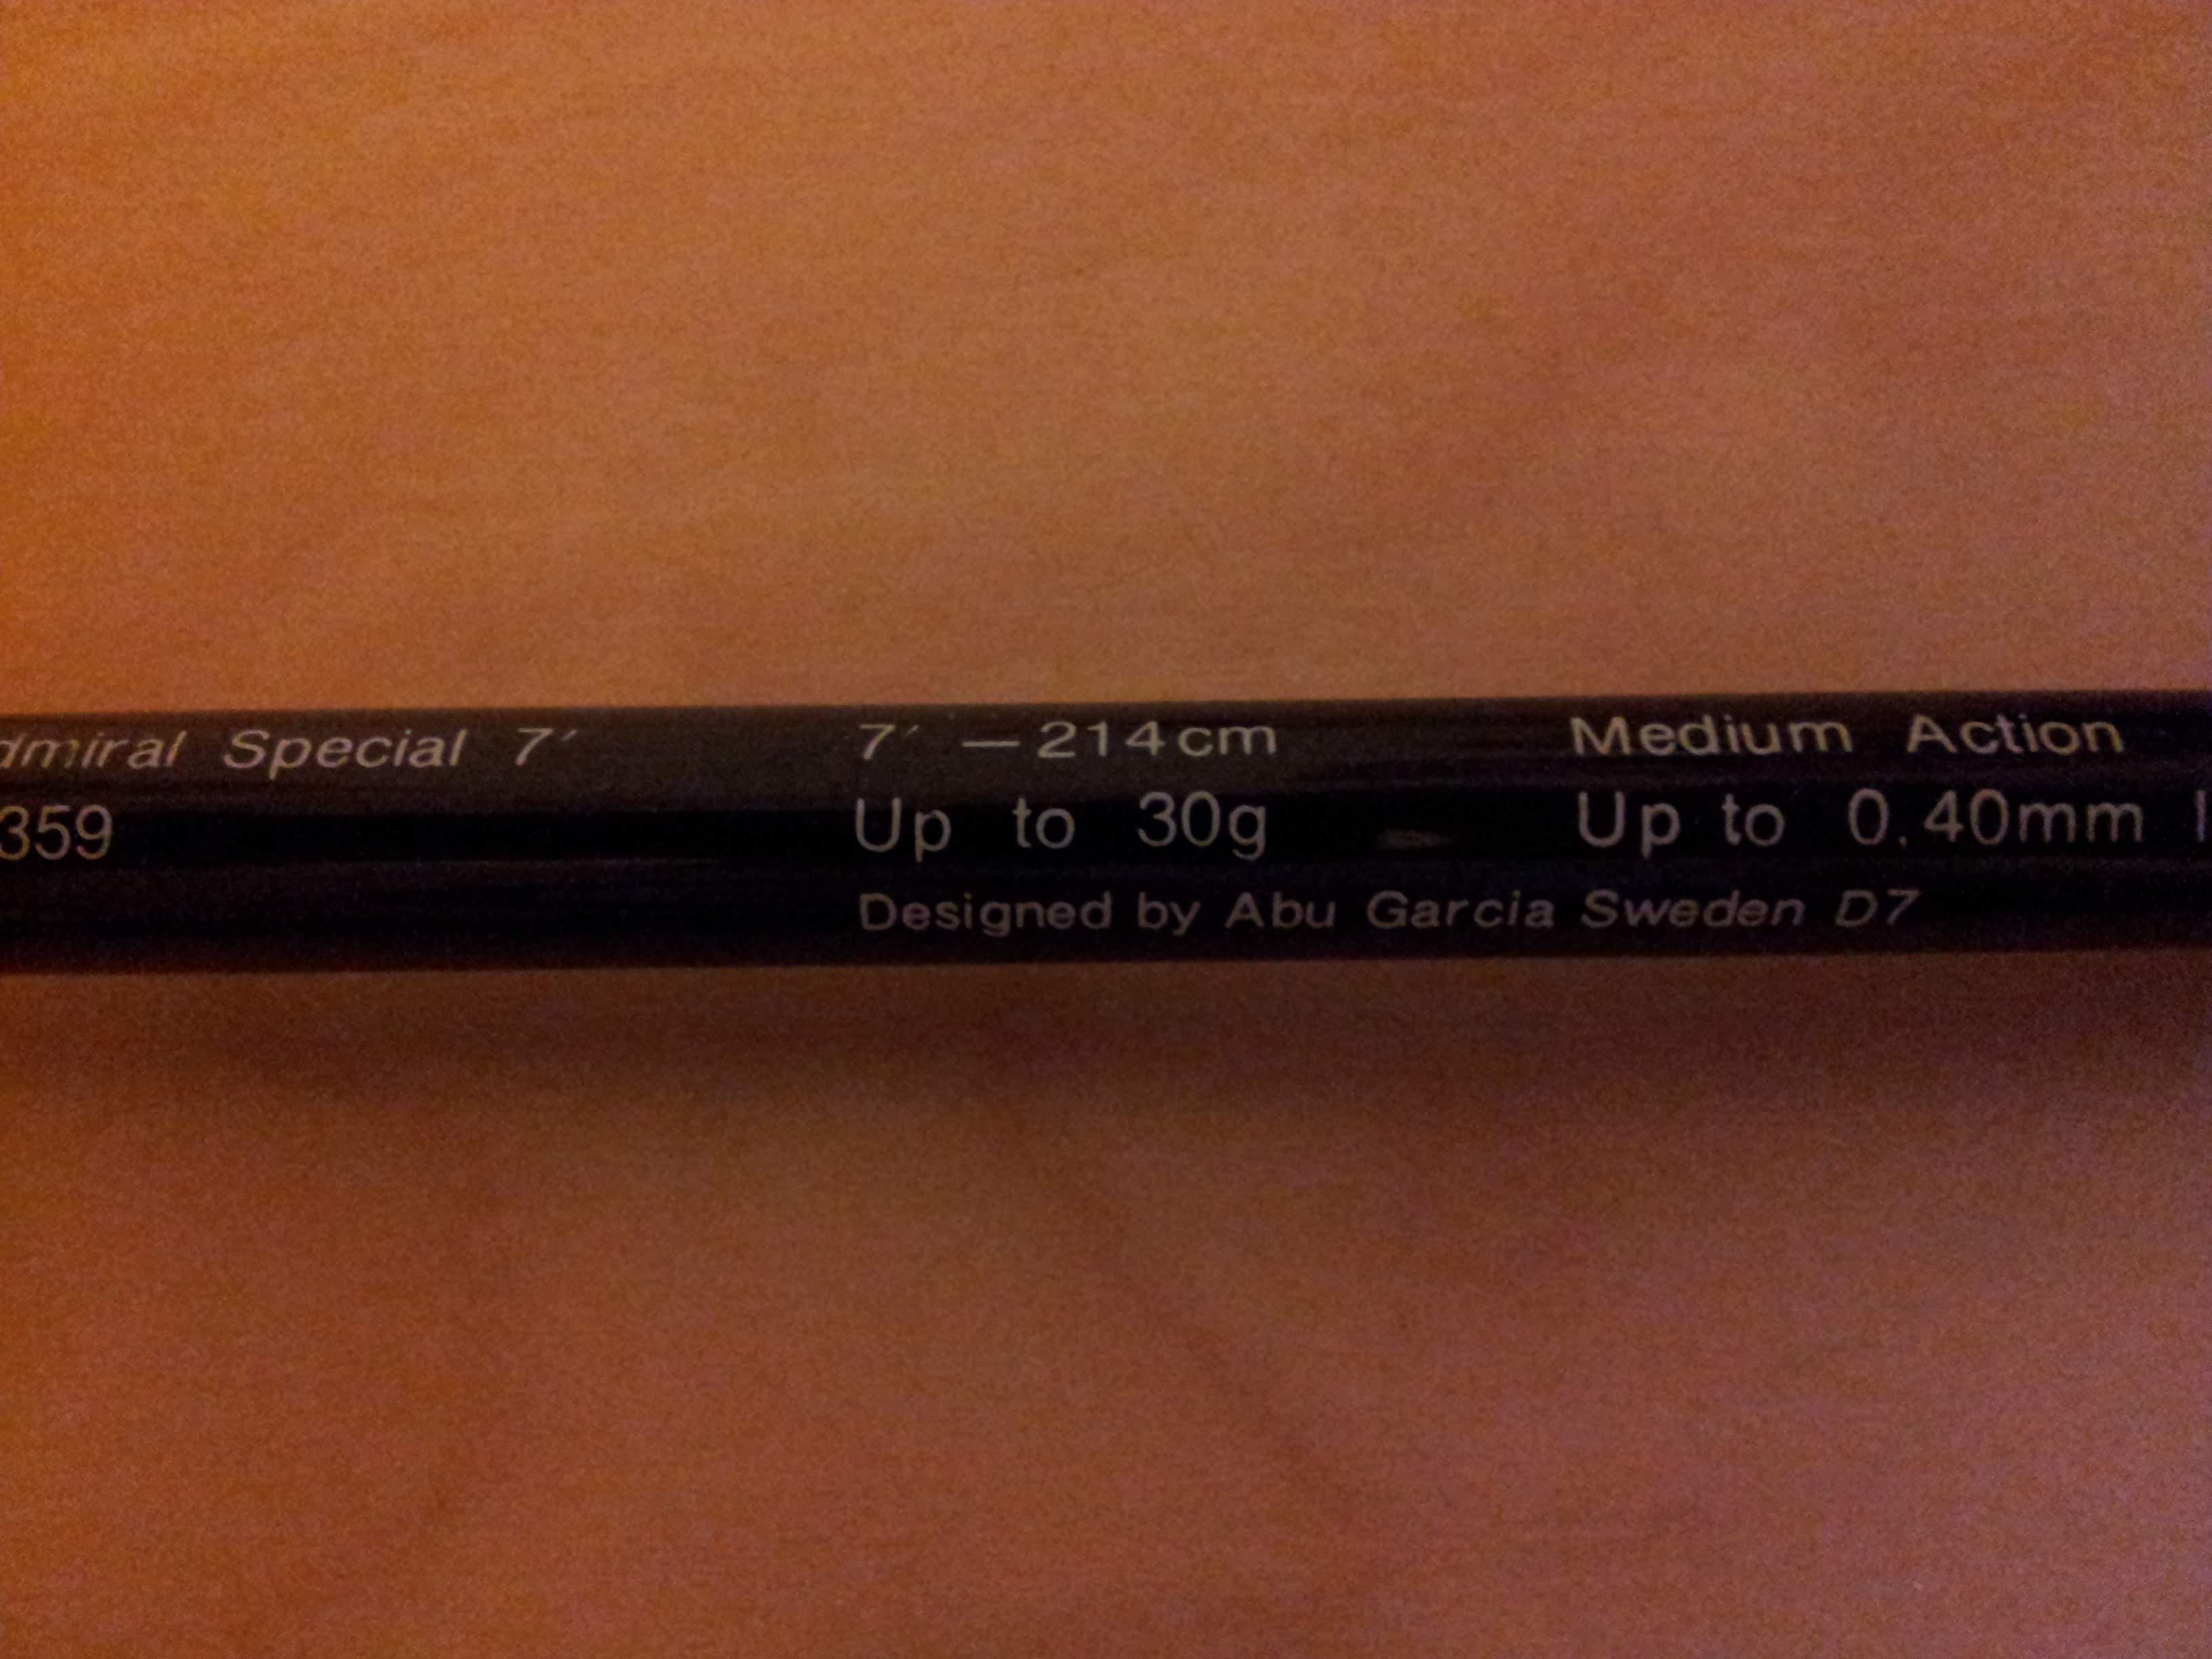 dmiral Special 7′ 7′ — 214cm Medium Action
359 Up to 30g Up to 0.40mm
Designed by Abu Garcia Sweden D7